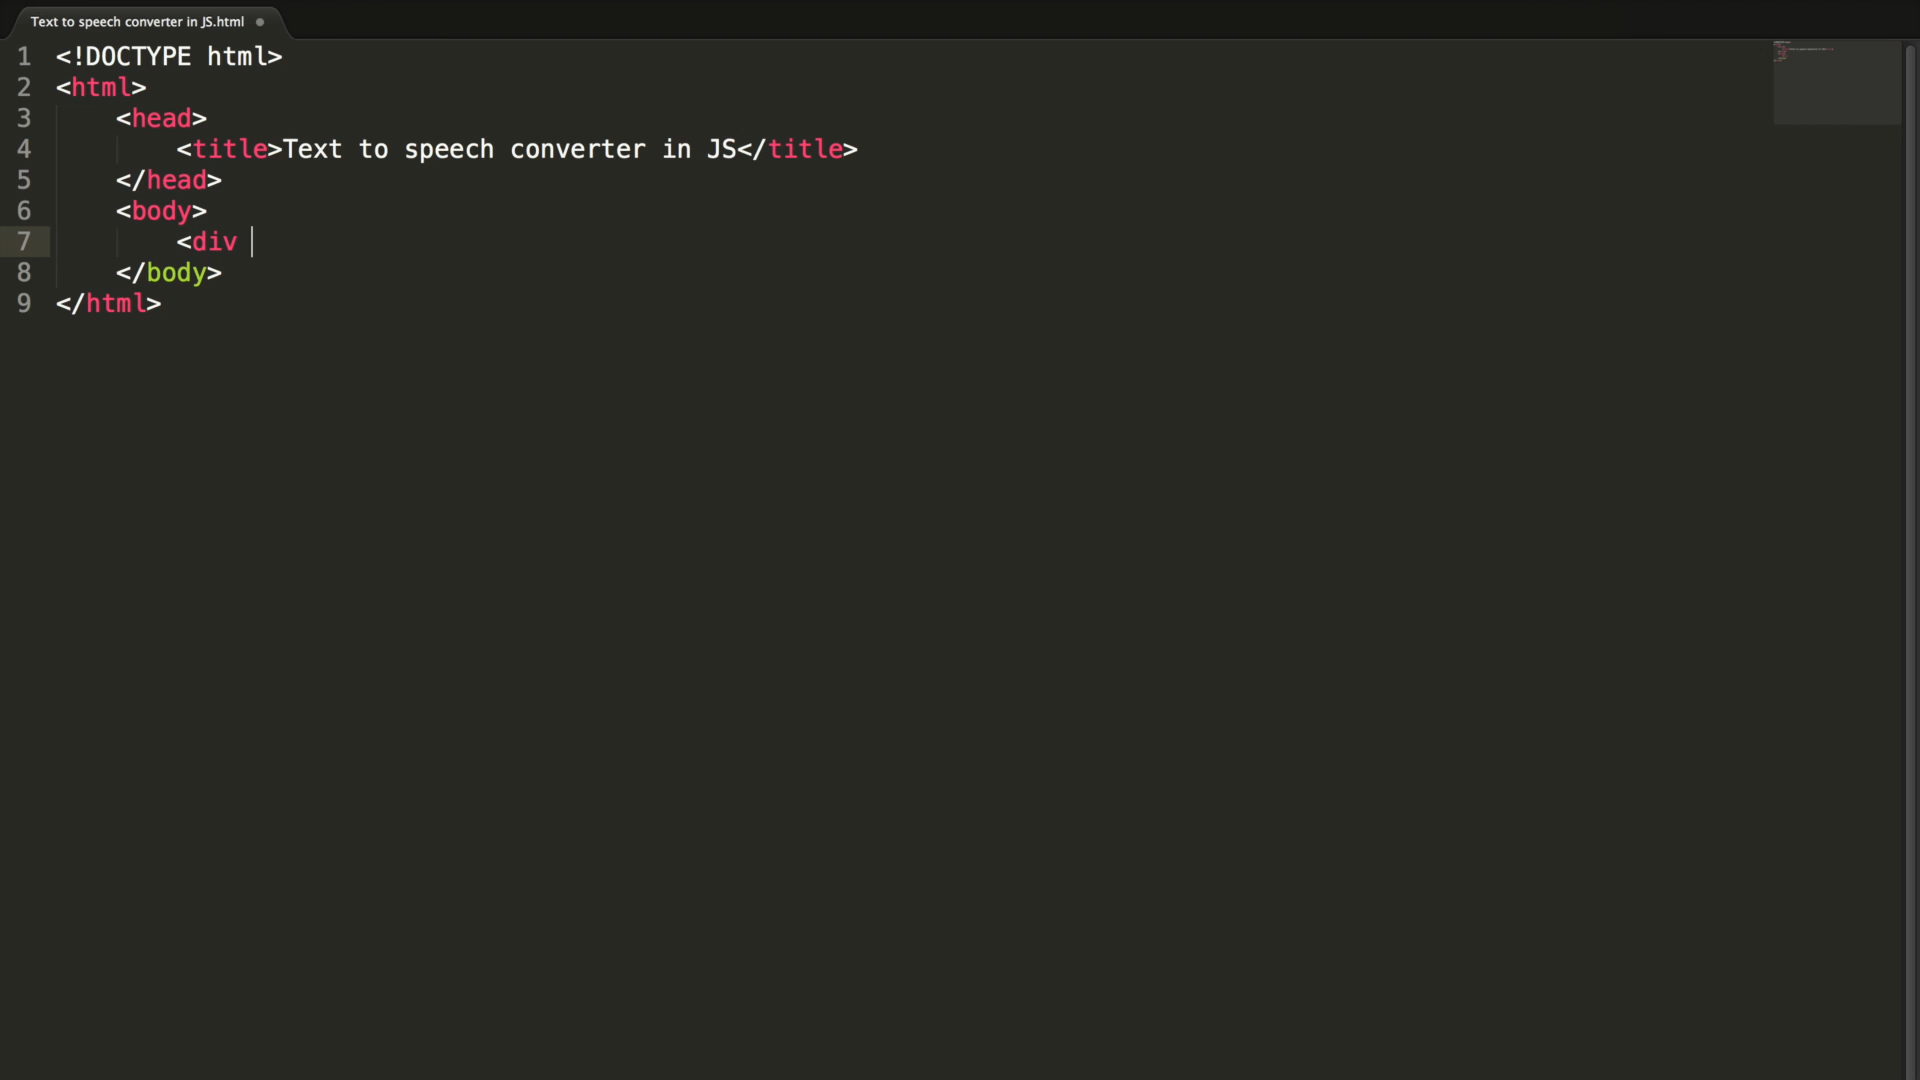 Text to speech converter in JS.html
1 <!DOCTYPE html>
2 <html>
3 <head>
4 <title>Text to speech converter in JS</title>
5 </head>
6 <body>
7 <div
8 </body>
9 </html>